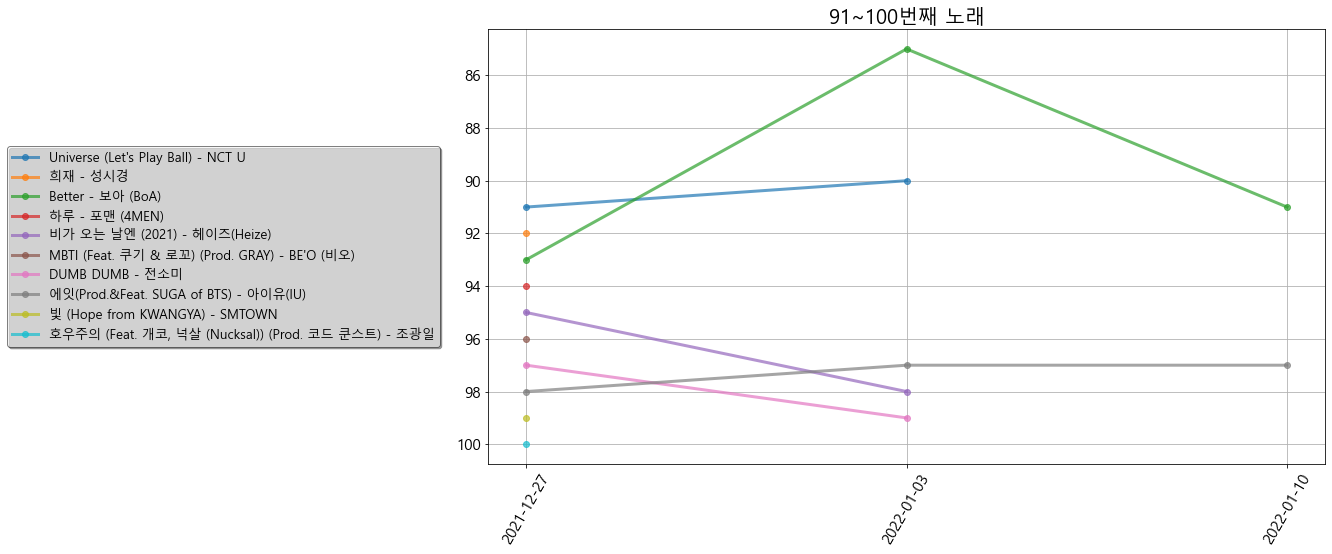 91~100번째 노래
Universe (Let's Play Ball) - NCT U
희재 - 성시경
Better - 보아 (BoA)
하루 - 포맨 (4MEN)
비가 오는 날엔 (2021) - 헤이즈(Heize)
MBTI (Feat. 쿠기 & 로꼬) (Prod. GRAY) - BE'O (비오)
DUMB DUMB - 전소미
에잇(Prod.&Feat. SUGA of BTS) - 아이유(IU)
빛 (Hope from KWANGYA) - SMTOWN
호우주의 (Feat. 개코, 넉살 (Nucksal)) (Prod. 코드 쿤스트) - 조광일
86
88
90
92
94
96
98
100
2021-12-27
2022-01-03
2022-01-10